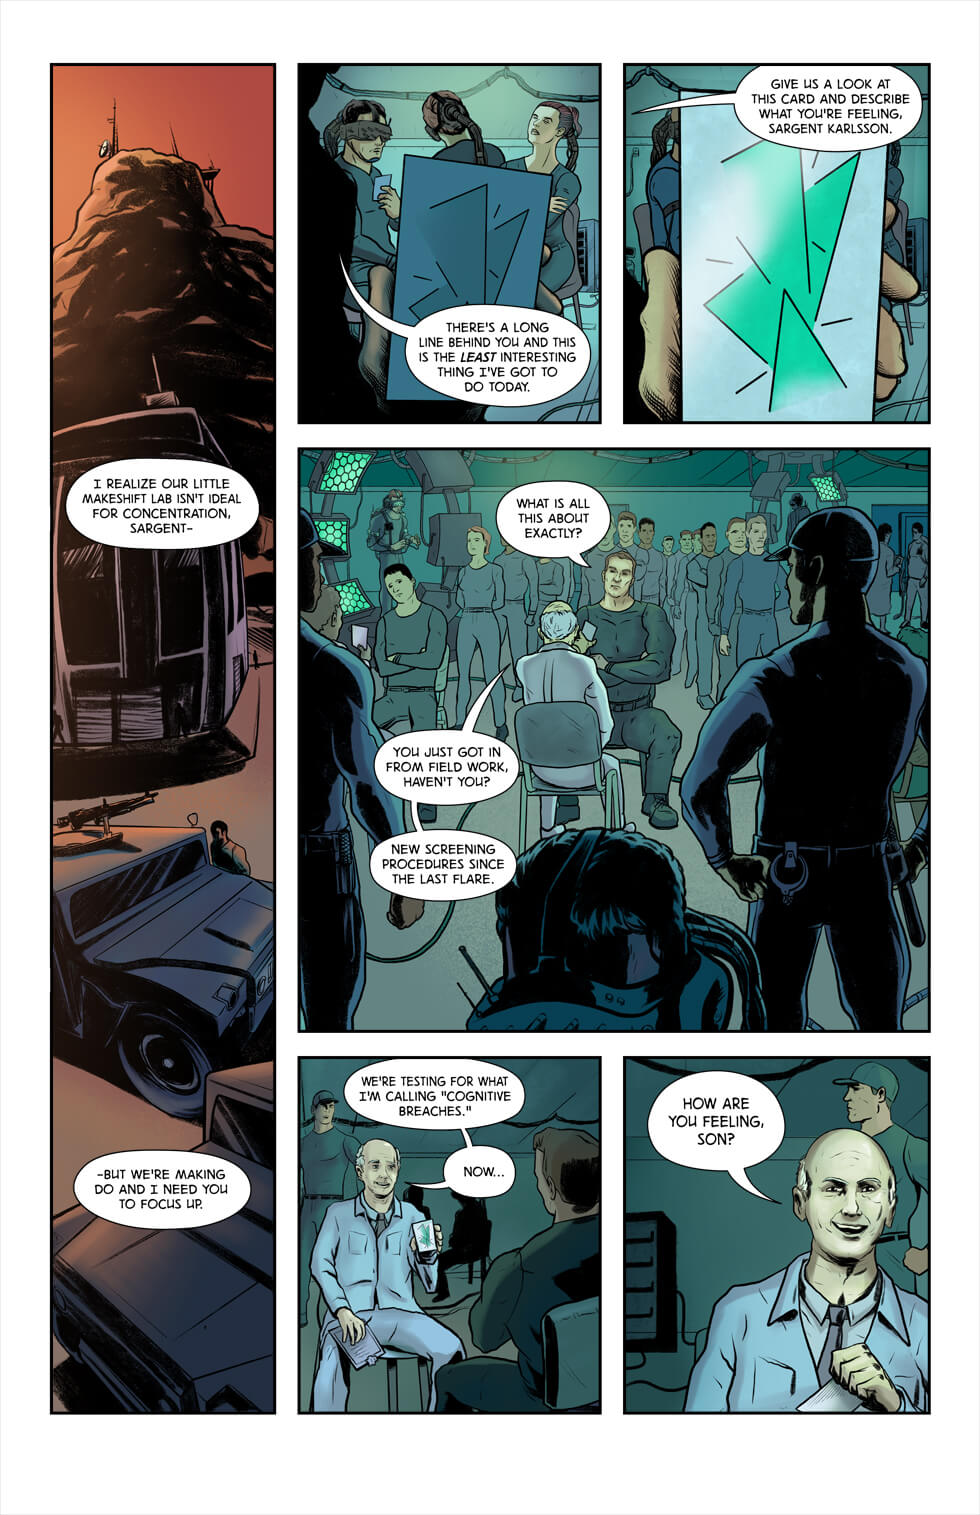 I REALIZE OUR LITTLE
MAKESHIFT LAB ISN'T IDEAL
FOR CONCENTRATION,
SARGENT-
-BUT WE'RE MAKING
DO AND I NEED YOU
TO FOCUS UP.
THERE'S A LONG
LINE BEHIND YOU AND THIS
IS THE LEAST INTERESTING
THING I'VE GOT TO
DO TODAY.
GIVE US A LOOK AT
THIS CARD AND DESCRIBE
WHAT YOU'RE FEELING,
SARGENT KARLSSON.
WHAT IS ALL
THIS ABOUT
EXACTLY?
YOU JUST GOT IN
FROM FIELD WORK,
HAVEN'T YOU?
NEW SCREENING
PROCEDURES SINCE
THE LAST FLARE.
WE'RE TESTING FOR WHAT
I'M CALLING "COGNITIVE
BREACHES."
NOW...
HOW ARE
YOU FEELING,
SON?